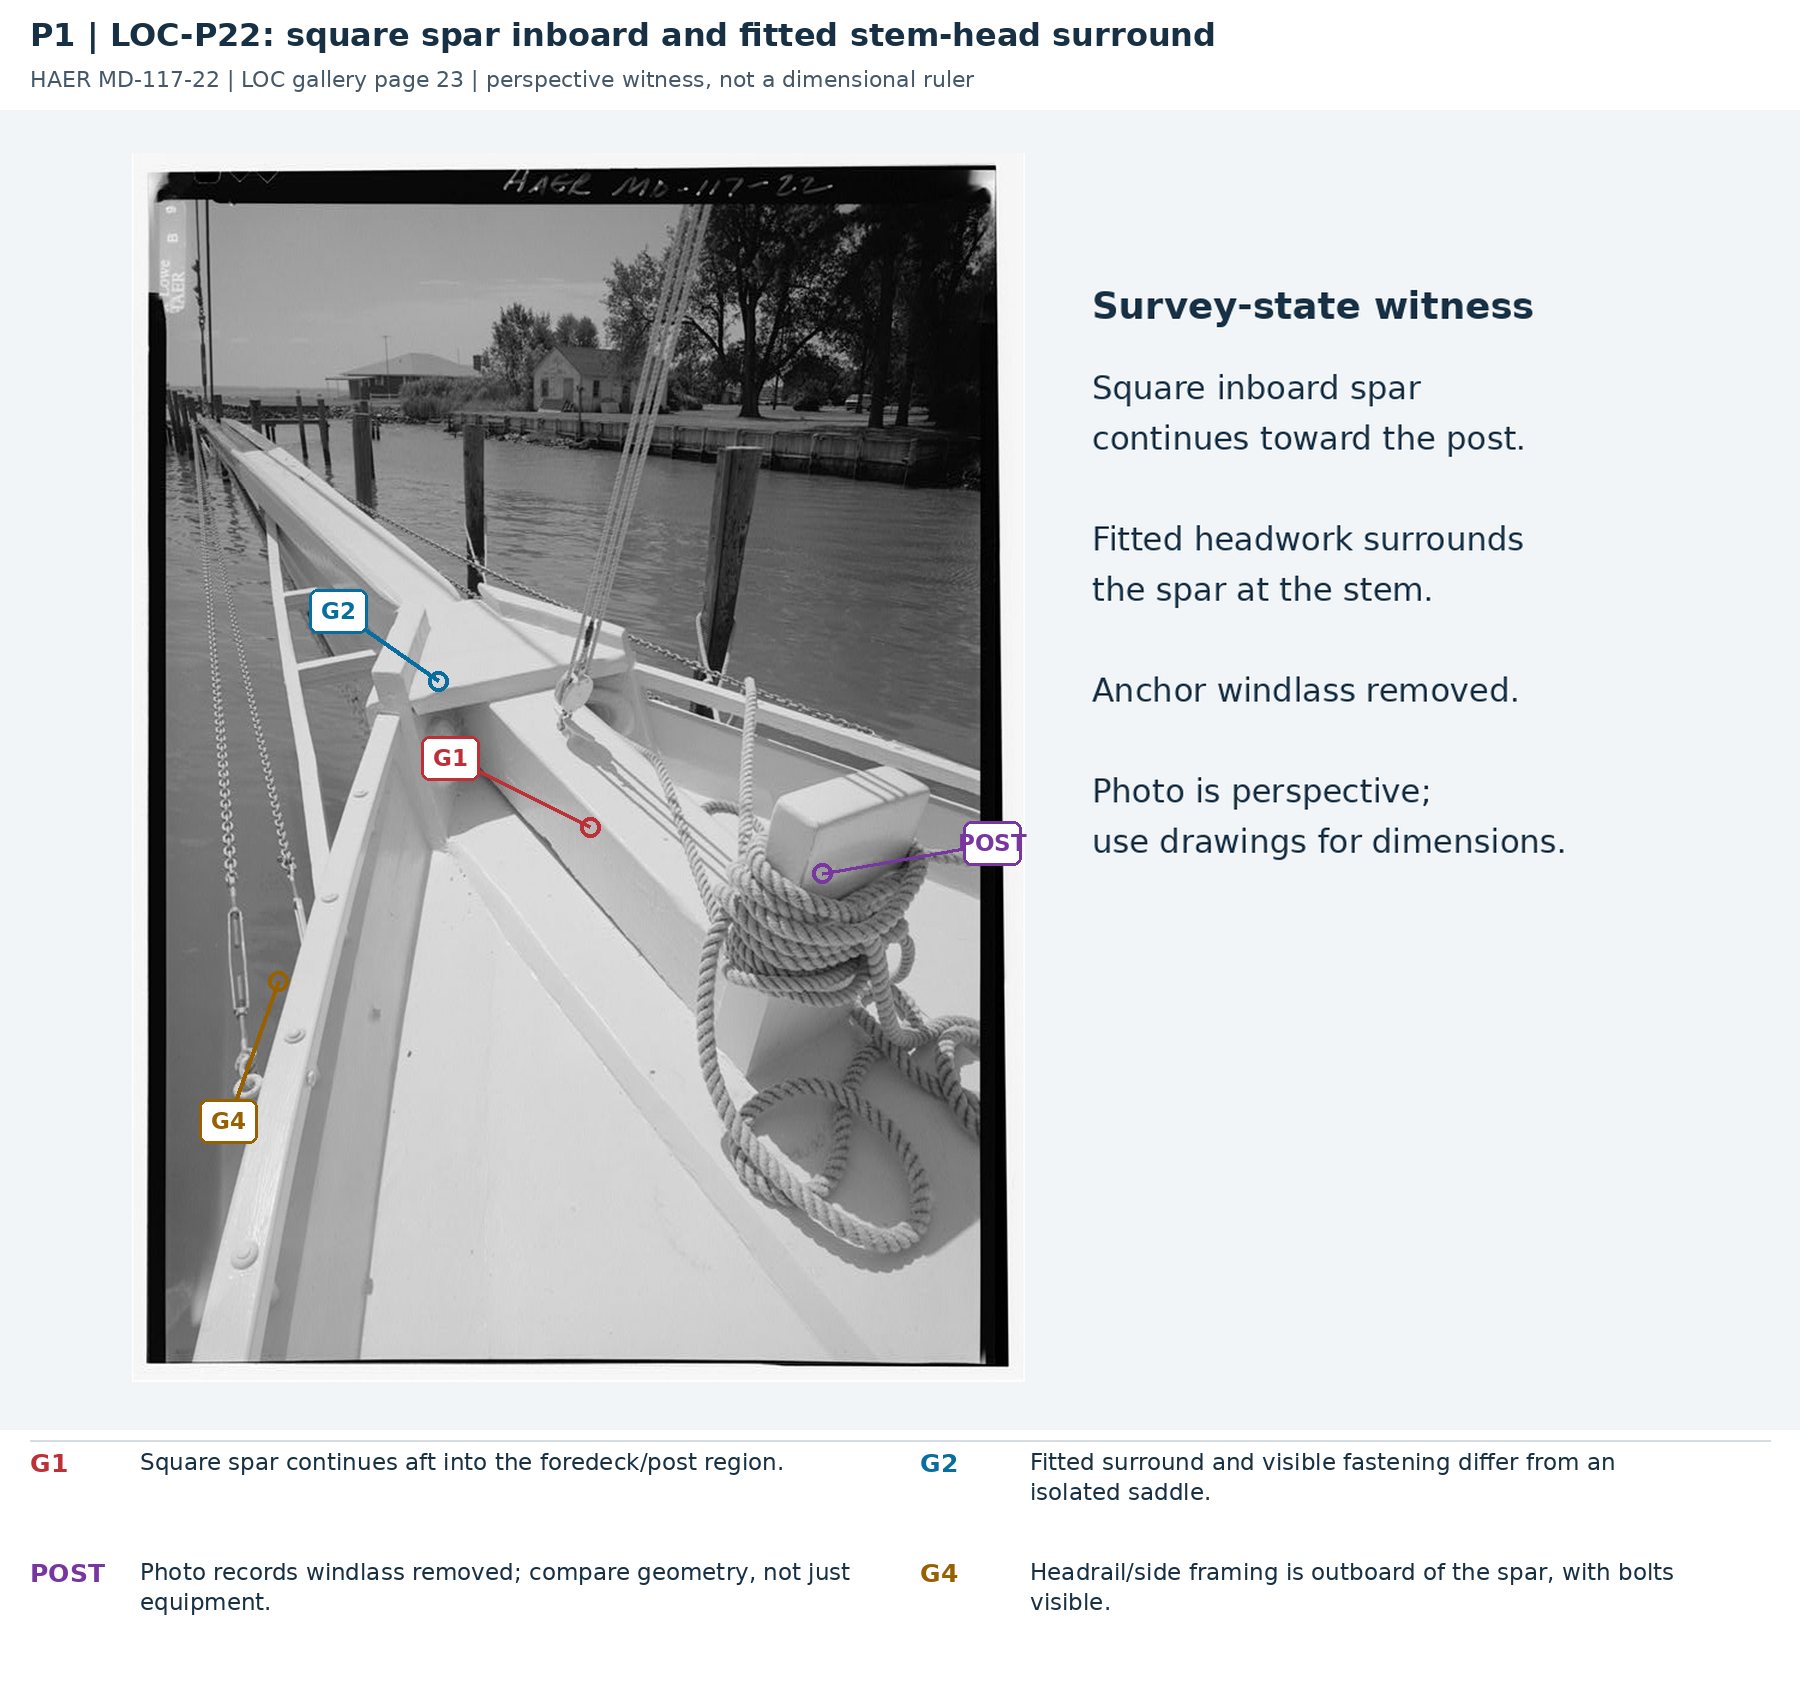 P1 | LOC-P22: square spar inboard and fitted stem-head surround
HAER MD-117-22 | LOC gallery page 23 | perspective witness, not a dimensional ruler
HAER MD-117-22
Lowe
HAER
B
9
Survey-state witness
Square inboard spar
continues toward the post.
Fitted headwork surrounds
the spar at the stem.
Anchor windlass removed.
Photo is perspective;
use drawings for dimensions.
G2
G1
POST
G4
G1 Square spar continues aft into the foredeck/post region.
G2 Fitted surround and visible fastening differ from an
isolated saddle.
POST Photo records windlass removed; compare geometry, not just
equipment.
G4 Headrail/side framing is outboard of the spar, with bolts
visible.